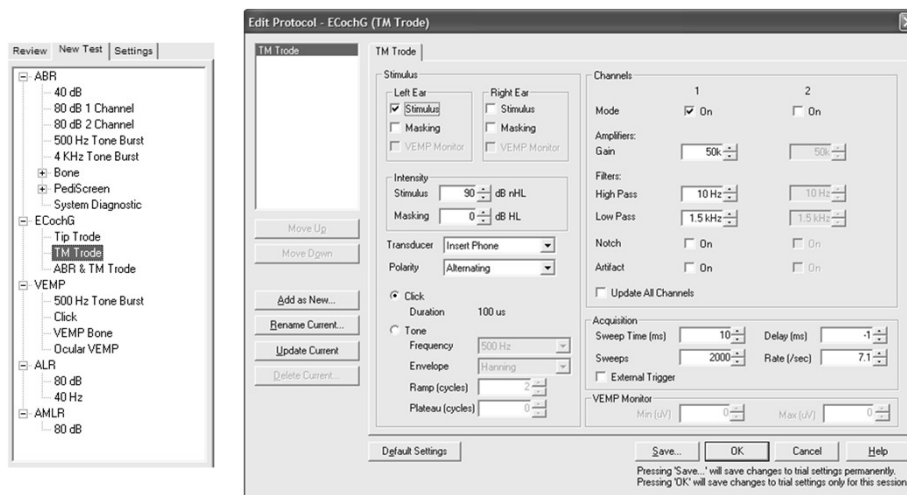 Review New Test Settings
ABR
40 dB
80 dB 1 Channel
80 dB 2 Channel
500 Hz Tone Burst
4 KHz Tone Burst
Bone
PediScreen
System Diagnostic
ECochG
Tip Trode
TM Trode
ABR & TM Trode
VEMP
500 Hz Tone Burst
Click
VEMP Bone
Ocular VEMP
ALR
80 dB
40 Hz
AMLR
80 dB
Edit Protocol - ECochG (TM Trode)
TM Trode
Move Up
Move Down
Add as New...
Rename Current...
Update Current
Delete Current...
TM Trode
Stimulus
Left Ear Right Ear
Stimulus Stimulus
Masking Masking
VEMP Monitor VEMP Monitor
Intensity
Stimulus 90 dB nHL
Masking 0 dB HL
Transducer Insert Phone
Polarity Alternating
Click
Duration 100 us
Tone
Frequency 500 Hz
Envelope Hanning
Ramp (cycles) 2
Plateau (cycles) 0
Channels
1 2
Mode On On
Amplifiers:
Gain 50k 50k
Filters:
High Pass 10 Hz 10 Hz
Low Pass 1.5 kHz 1.5 kHz
Notch On On
Artifact On On
Update All Channels
Acquisition
Sweep Time (ms) 10 Delay (ms) -1
Sweeps 2000 Rate (/sec) 7.1
External Trigger
VEMP Monitor
Min (uV) 0 Max (uV) 0
Default Settings Save... OK Cancel Help
Pressing 'Save...' will save changes to trial settings permanently.
Pressing 'OK' will save changes to trial settings only for this session